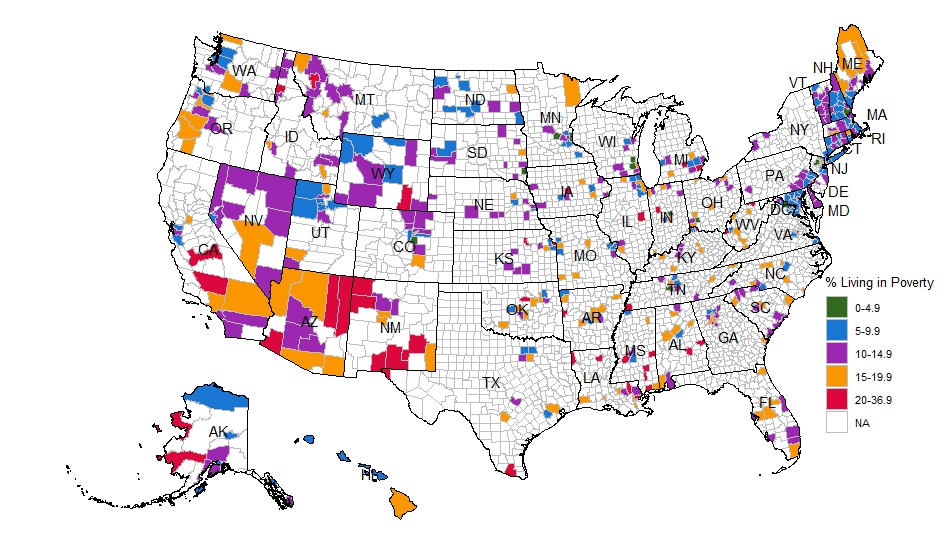 WA
MT
ND
MN
VT
NH
ME
OR
ID
SD
WI
MI
NY
MA
RI
CT
WY
NE
IA
PA
NJ
NV
UT
CO
IL
IN
OH
DE
MD
DC
CA
KS
MO
KY
WV
VA
AZ
NM
OK
AR
TN
NC
SC
TX
LA
MS
AL
GA
FL
AK
HI
% Living in Poverty
0-4.9
5-9.9
10-14.9
15-19.9
20-36.9
NA